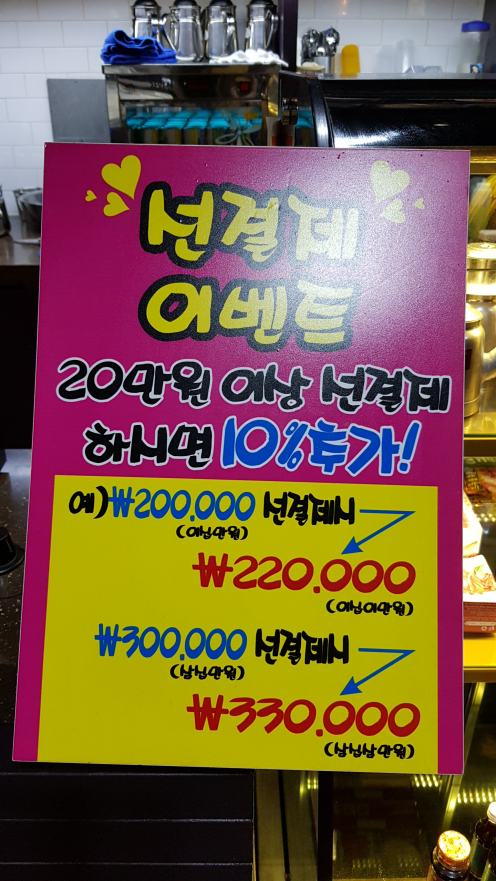 선결제
이벤트
20만원 이상 선결제
하시면 10% 추가!
예) ₩200.000 선결제시
(이십만원)
₩220.000
(이십이만원)
₩300.000 선결제시
(삼십만원)
₩330.000
(삼십삼만원)